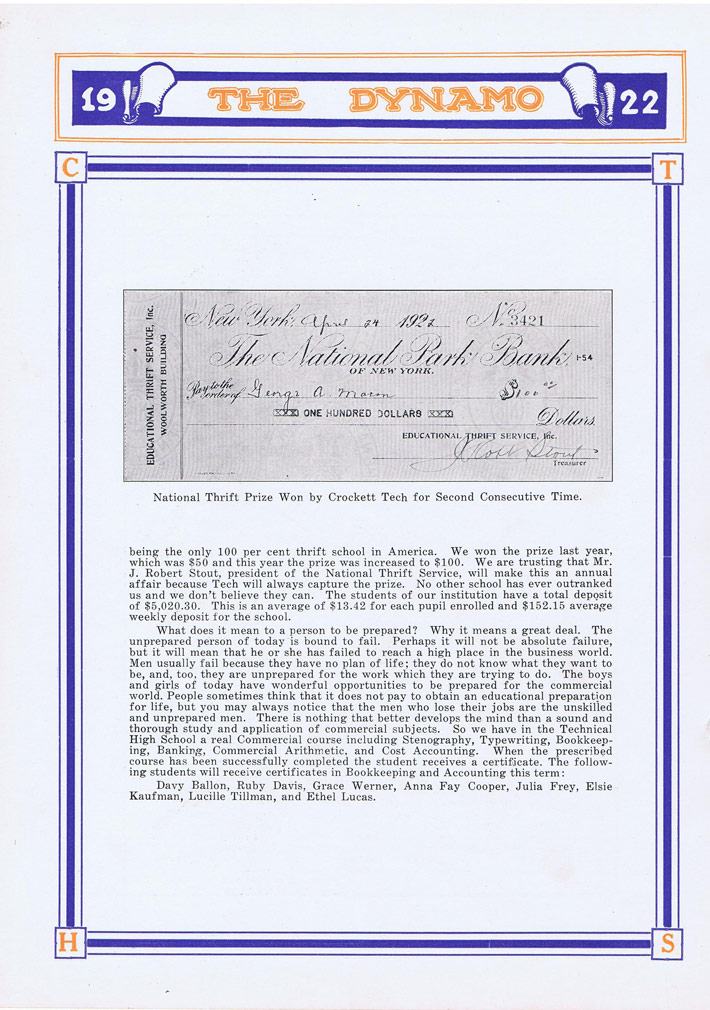 19 THE DYNAMO 22
C T
EDUCATIONAL THRIFT SERVICE, Inc.
WOOLWORTH BUILDING
New York, April 24 1922 No. 3421
The National Park Bank 1-54
OF NEW YORK.
Pay to the
order of George A. Macon $100 00
XXX ONE HUNDRED DOLLARS XXX
Dollars
EDUCATIONAL THRIFT SERVICE, Inc.
J Robt Stout
Treasurer
National Thrift Prize Won by Crockett Tech for Second Consecutive Time.
being the only 100 per cent thrift school in America. We won the prize last year,
which was $50 and this year the prize was increased to $100. We are trusting that Mr.
J. Robert Stout, president of the National Thrift Service, will make this an annual
affair because Tech will always capture the prize. No other school has ever outranked
us and we don't believe they can. The students of our institution have a total deposit
of $5,020.30. This is an average of $13.42 for each pupil enrolled and $152.15 average
weekly deposit for the school.
What does it mean to a person to be prepared? Why it means a great deal. The
unprepared person of today is bound to fail. Perhaps it will not be absolute failure,
but it will mean that he or she has failed to reach a high place in the business world.
Men usually fail because they have no plan of life; they do not know what they want to
be, and, too, they are unprepared for the work which they are trying to do. The boys
and girls of today have wonderful opportunities to be prepared for the commercial
world. People sometimes think that it does not pay to obtain an educational preparation
for life, but you may always notice that the men who lose their jobs are the unskilled
and unprepared men. There is nothing that better develops the mind than a sound and
thorough study and application of commercial subjects. So we have in the Technical
High School a real Commercial course including Stenography, Typewriting, Bookkeep-
ing, Banking, Commercial Arithmetic, and Cost Accounting. When the prescribed
course has been successfully completed the student receives a certificate. The follow-
ing students will receive certificates in Bookkeeping and Accounting this term:
Davy Ballon, Ruby Davis, Grace Werner, Anna Fay Cooper, Julia Frey, Elsie
Kaufman, Lucille Tillman, and Ethel Lucas.
H S